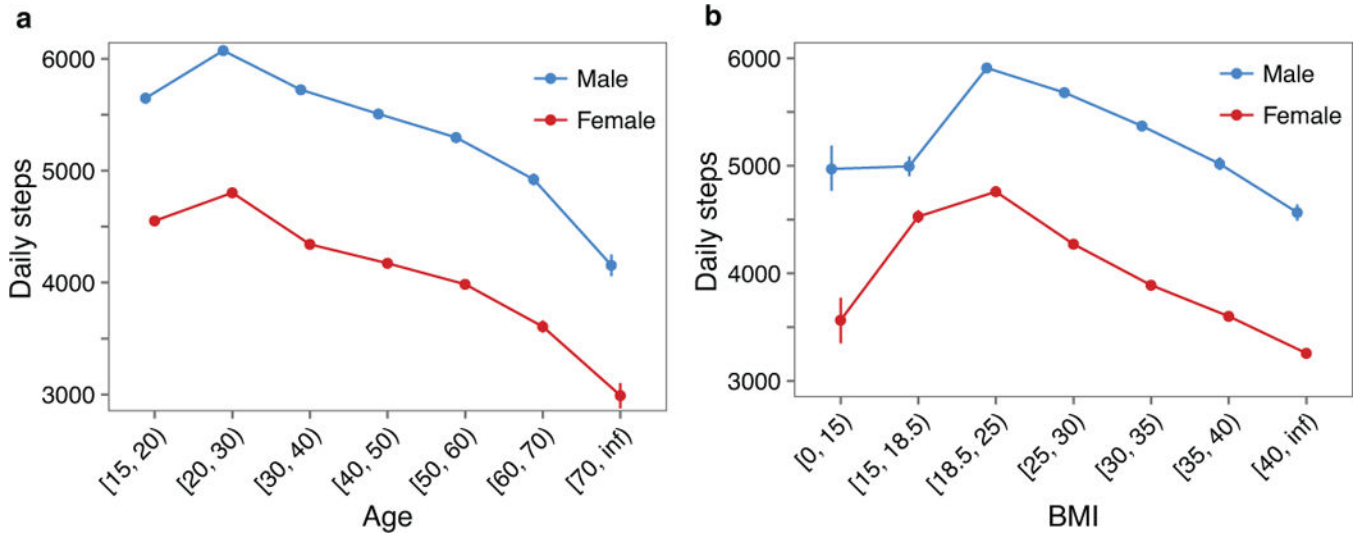 a
6000
5000
4000
3000
Daily steps
Male
Female
[15, 20)
[20, 30)
[30, 40)
[40, 50)
[50, 60)
[60, 70)
[70, inf)
Age
b
6000
5000
4000
3000
Daily steps
Male
Female
[0, 15)
[15, 18.5)
[18.5, 25)
[25, 30)
[30, 35)
[35, 40)
[40, inf)
BMI